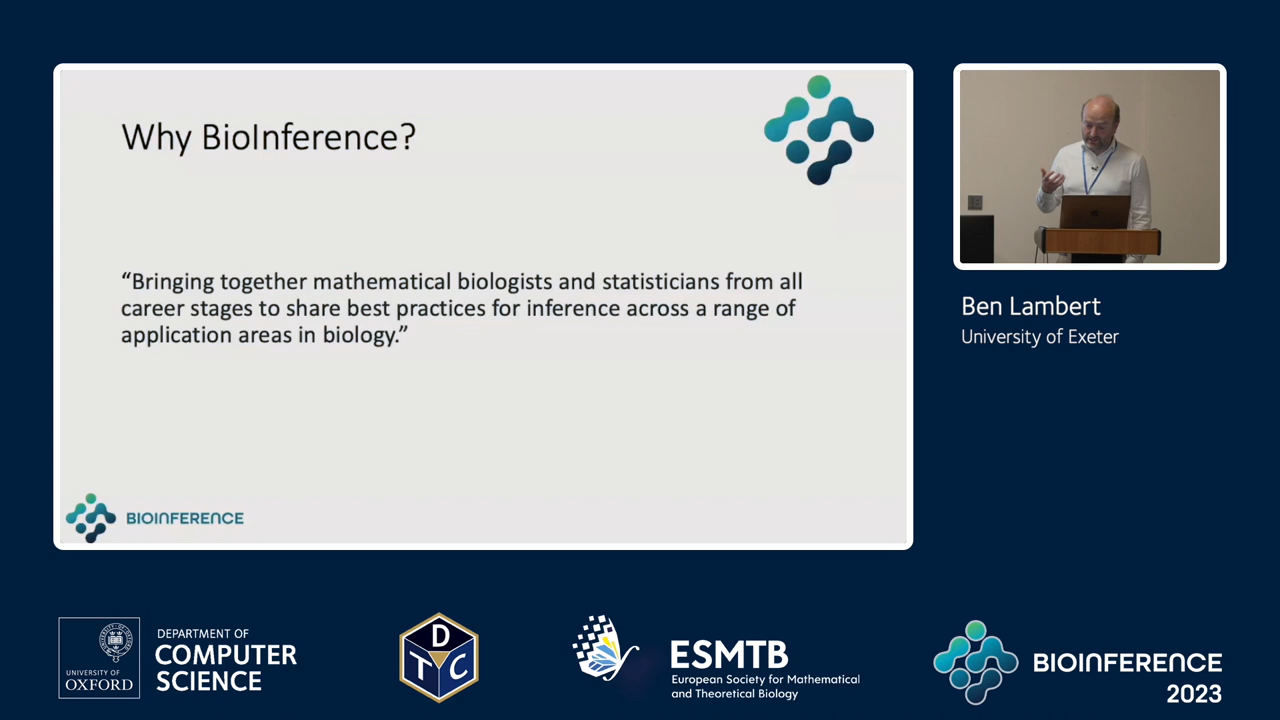 Why BioInference?
“Bringing together mathematical biologists and statisticians from all
career stages to share best practices for inference across a range of
application areas in biology.”
BIOINFERENCE
Ben Lambert
University of Exeter
UNIVERSITY OF
OXFORD
DEPARTMENT OF
COMPUTER
SCIENCE
D
T C
ESMTB
European Society for Mathematical
and Theoretical Biology
BIOINFERENCE
2023